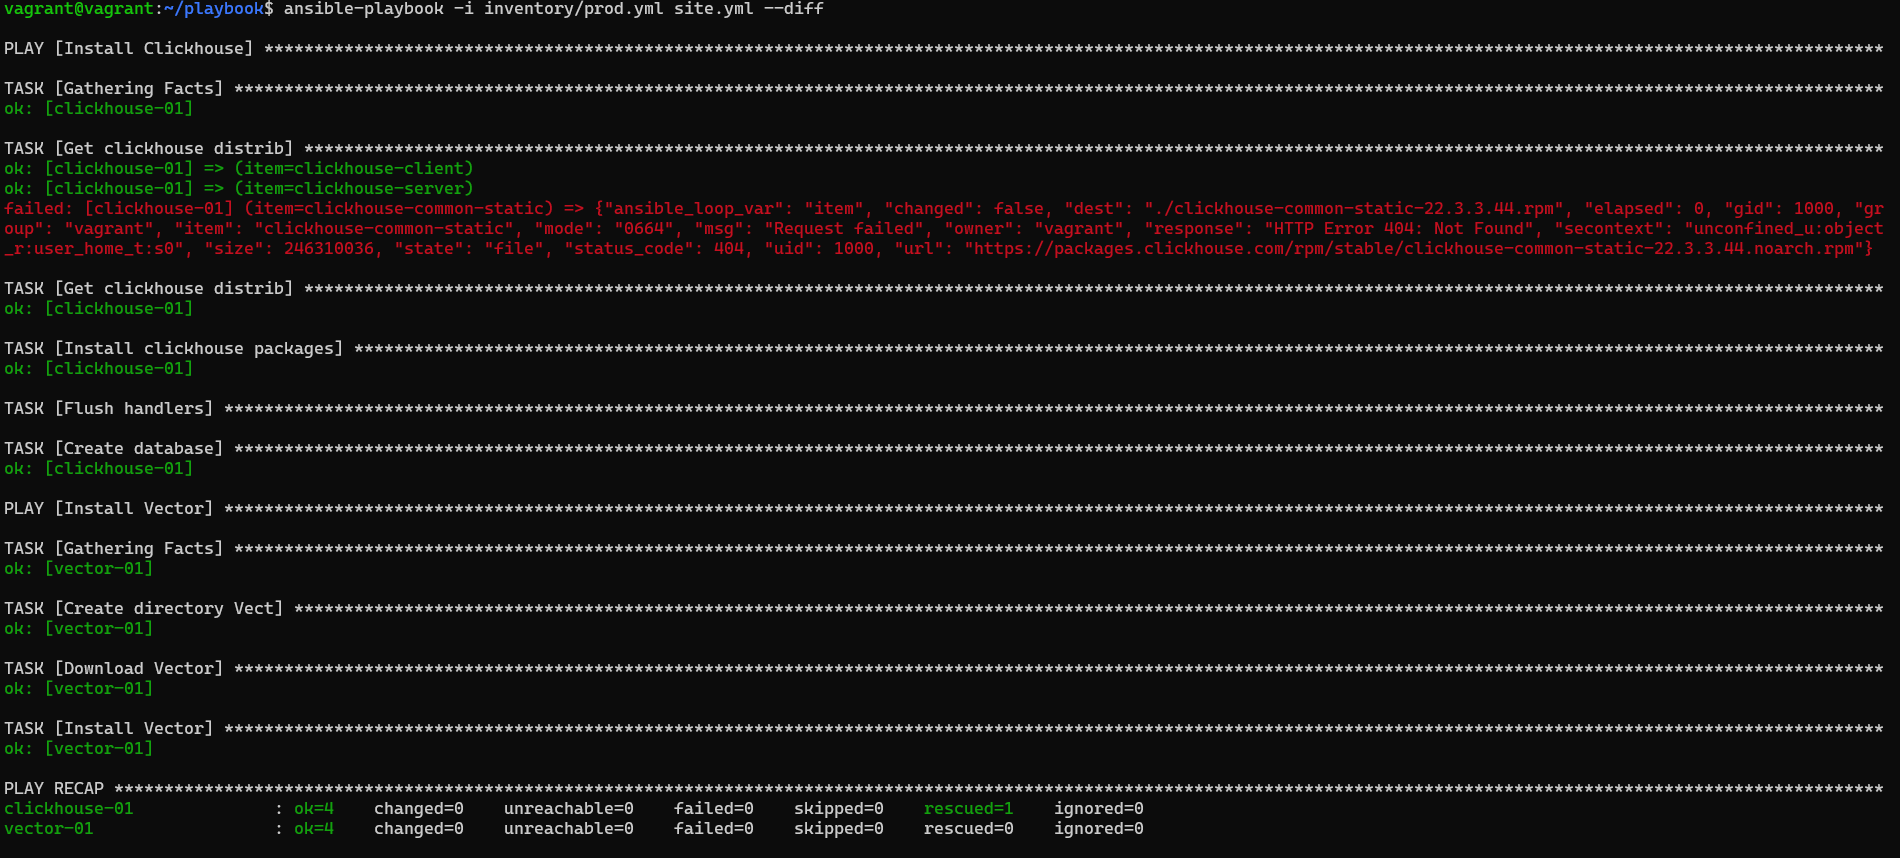 vagrant@vagrant:~/playbook$ ansible-playbook -i inventory/prod.yml site.yml --diff
PLAY [Install Clickhouse] ******************************************************************************************************************************************************************
TASK [Gathering Facts] *********************************************************************************************************************************************************************
ok: [clickhouse-01]
TASK [Get clickhouse distrib] **************************************************************************************************************************************************************
ok: [clickhouse-01] => (item=clickhouse-client)
ok: [clickhouse-01] => (item=clickhouse-server)
failed: [clickhouse-01] (item=clickhouse-common-static) => {"ansible_loop_var": "item", "changed": false, "dest": "./clickhouse-common-static-22.3.3.44.rpm", "elapsed": 0, "gid": 1000, "gr
oup": "vagrant", "item": "clickhouse-common-static", "mode": "0664", "msg": "Request failed", "owner": "vagrant", "response": "HTTP Error 404: Not Found", "secontext": "unconfined_u:object
_r:user_home_t:s0", "size": 246310036, "state": "file", "status_code": 404, "uid": 1000, "url": "https://packages.clickhouse.com/rpm/stable/clickhouse-common-static-22.3.3.44.noarch.rpm"}
TASK [Get clickhouse distrib] **************************************************************************************************************************************************************
ok: [clickhouse-01]
TASK [Install clickhouse packages] *********************************************************************************************************************************************************
ok: [clickhouse-01]
TASK [Flush handlers] **********************************************************************************************************************************************************************
TASK [Create database] *********************************************************************************************************************************************************************
ok: [clickhouse-01]
PLAY [Install Vector] **********************************************************************************************************************************************************************
TASK [Gathering Facts] *********************************************************************************************************************************************************************
ok: [vector-01]
TASK [Create directory Vect] ***************************************************************************************************************************************************************
ok: [vector-01]
TASK [Download Vector] *********************************************************************************************************************************************************************
ok: [vector-01]
TASK [Install Vector] **********************************************************************************************************************************************************************
ok: [vector-01]
PLAY RECAP *********************************************************************************************************************************************************************************
clickhouse-01 : ok=4 changed=0 unreachable=0 failed=0 skipped=0 rescued=1 ignored=0
vector-01 : ok=4 changed=0 unreachable=0 failed=0 skipped=0 rescued=0 ignored=0